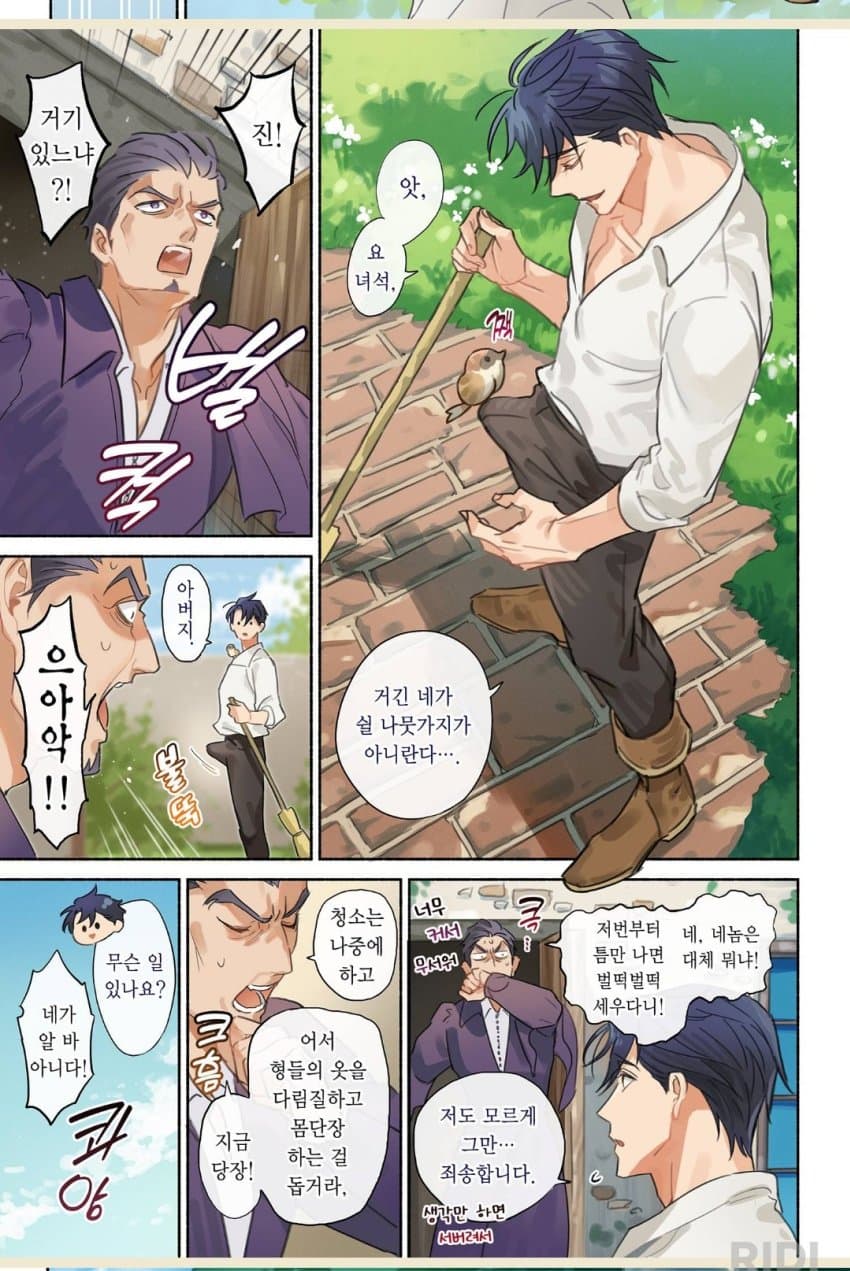 진!
거기
있느냐
?!
벌
컥
앗,
요
녀석,
짹
거긴 네가
쉴 나뭇가지가
아니란다….
아버지.
으아악!!
불
뚝
네, 네놈은
대체 뭐냐!
저번부터
틈만 나면
벌떡벌떡
세우다니!
큭
너무
커서
무서워
저도 모르게
그만…
죄송합니다.
생각만 하면
서버려서
청소는
나중에
하고
크
흠
어서
형들의 옷을
다림질하고
몸단장
하는 걸
돕거라,
지금
당장!
무슨 일
있나요?
네가
알 바
아니다!
콰
앙
RIDI